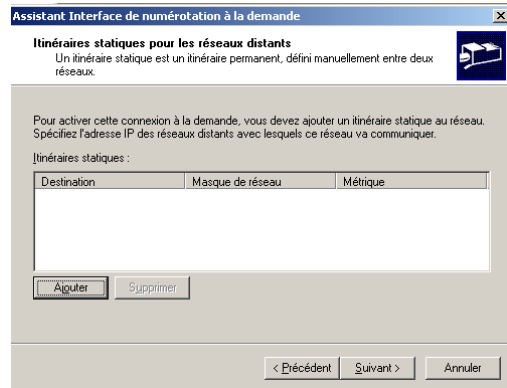 Assistant Interface de numérotation à la demande
Itinéraires statiques pour les réseaux distants
Un itinéraire statique est un itinéraire permanent, défini manuellement entre deux
réseaux.
Pour activer cette connexion à la demande, vous devez ajouter un itinéraire statique au réseau.
Spécifiez l'adresse IP des réseaux distants avec lesquels ce réseau va communiquer.
Itinéraires statiques :
Destination Masque de réseau Métrique
Ajouter Supprimer
< Précédent Suivant > Annuler